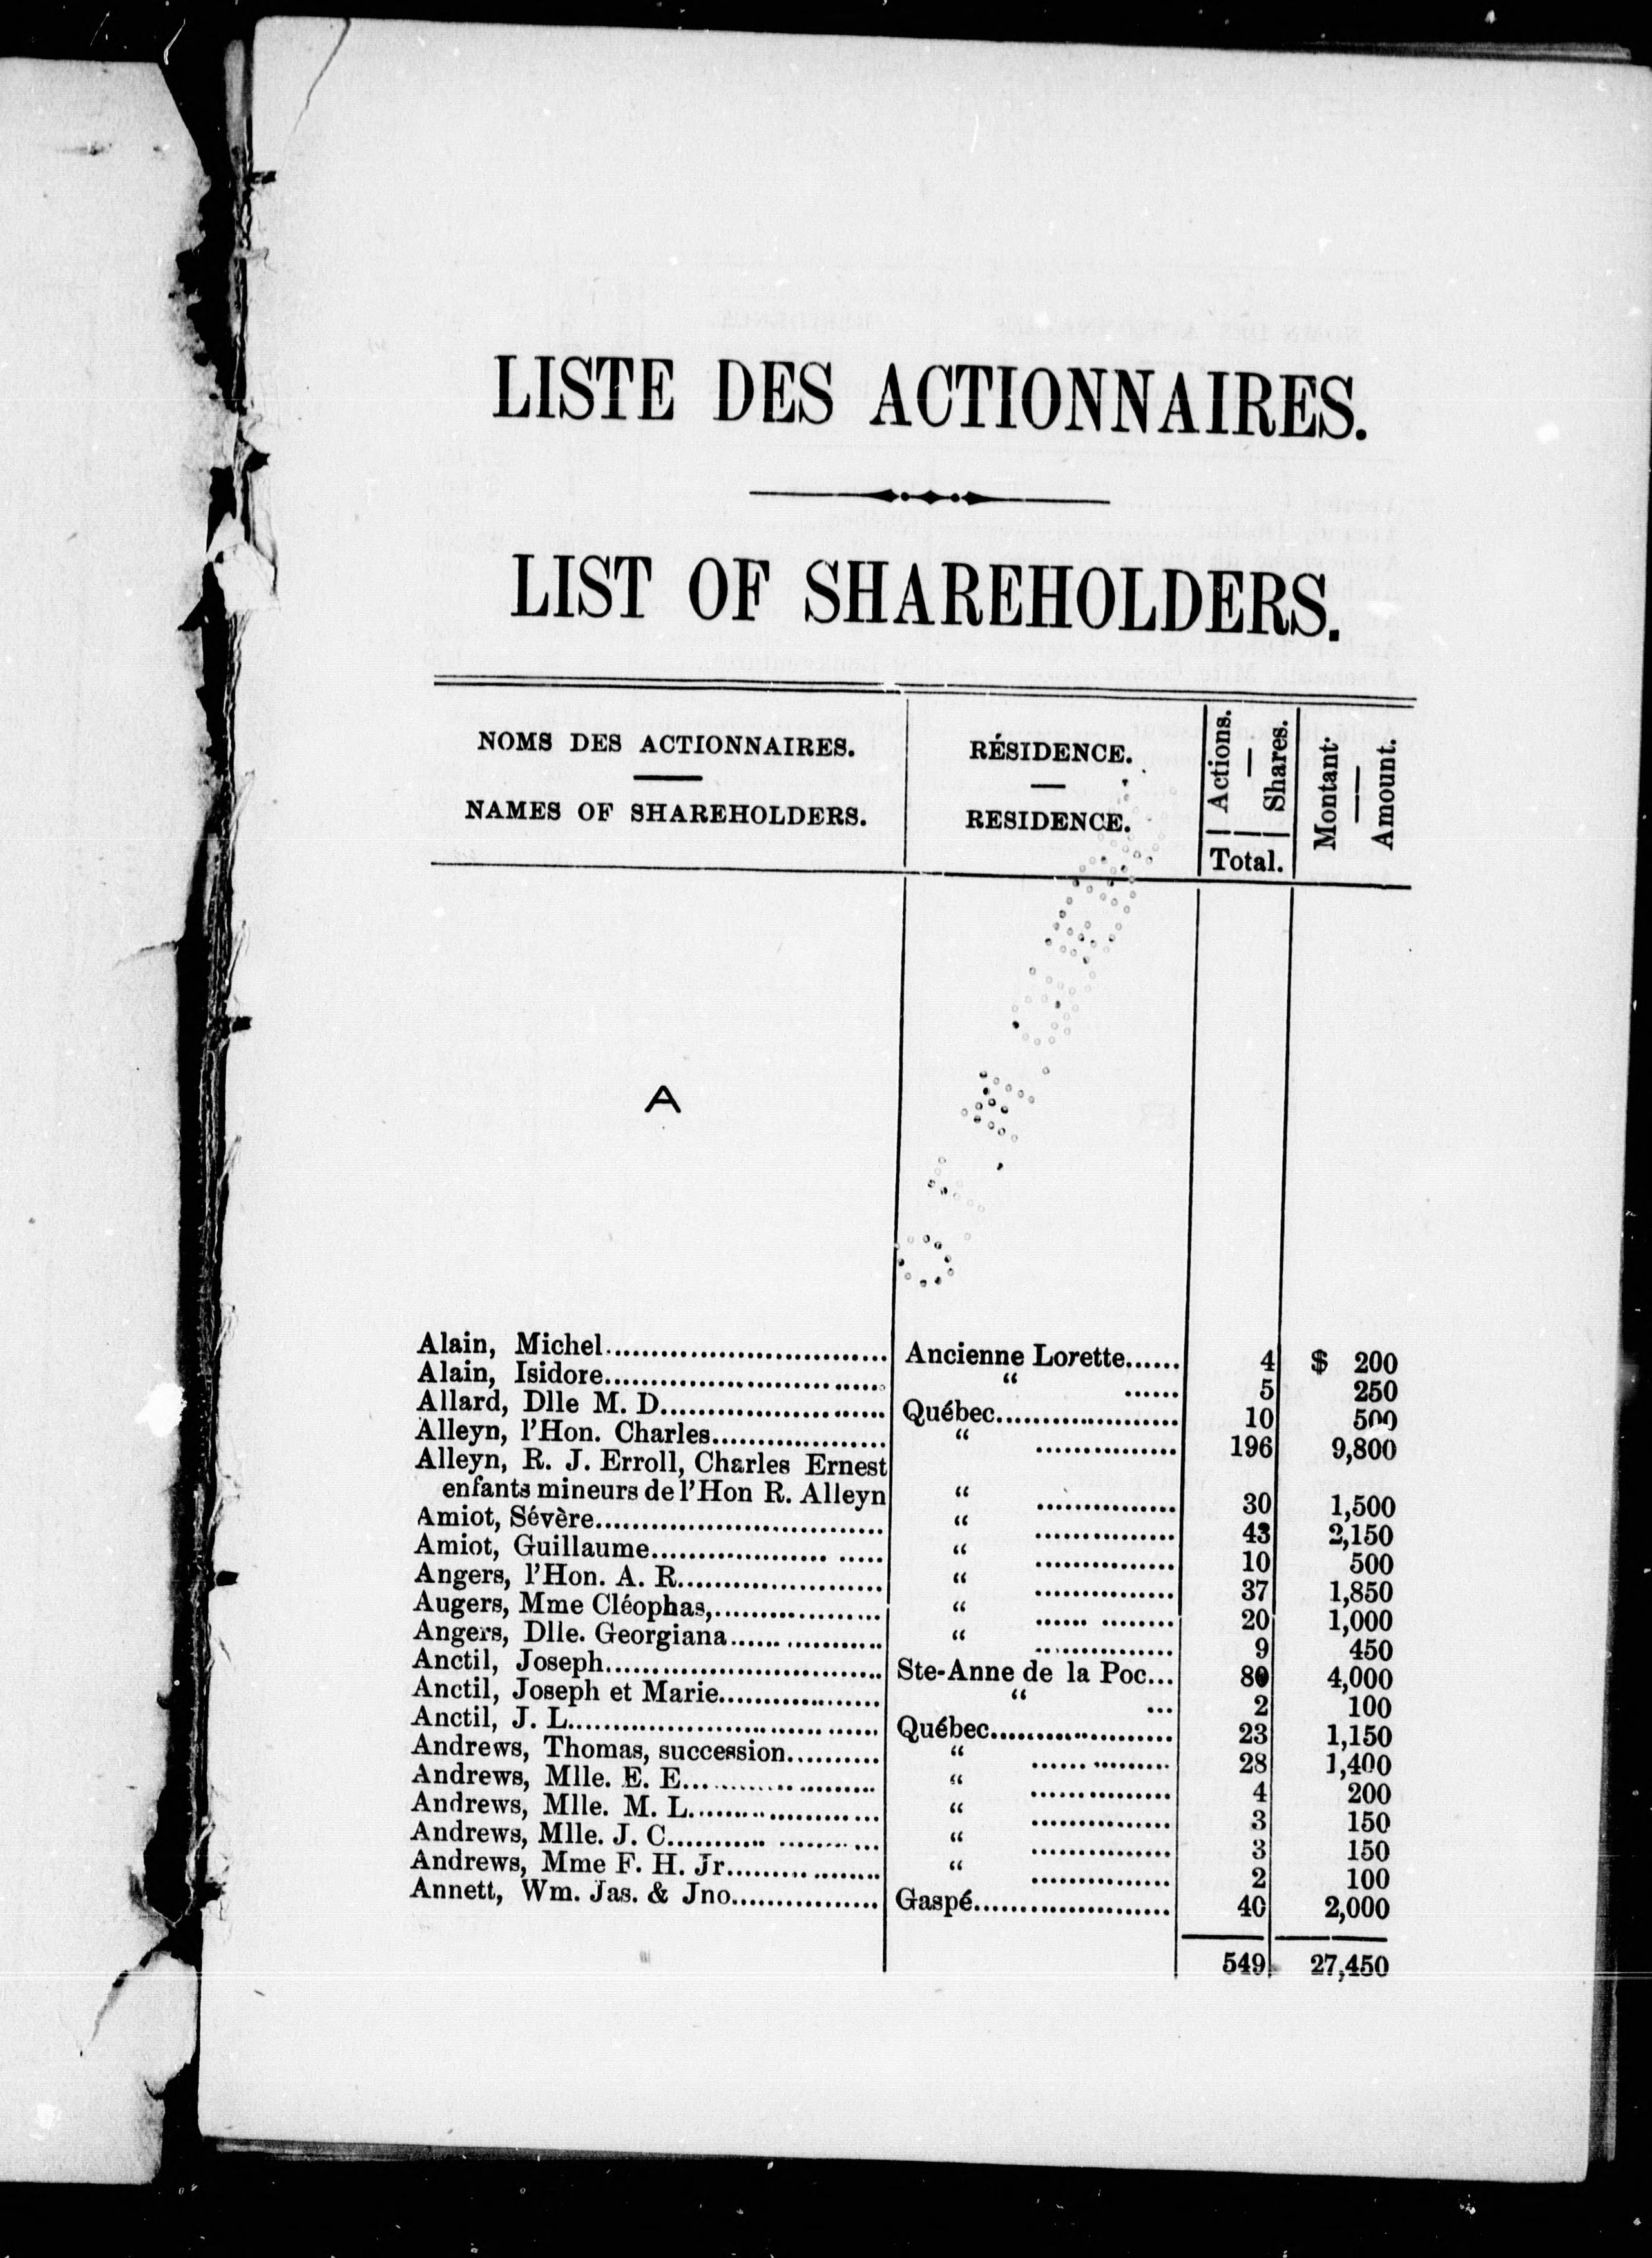 LISTE DES ACTIONNAIRES.
LIST OF SHAREHOLDERS.
NOMS DES ACTIONNAIRES. RÉSIDENCE. Actions. Montant.
NAMES OF SHAREHOLDERS. RESIDENCE. Shares. Amount.
Total.
A
Alain, Michel.............................. Ancienne Lorette...... 4 $ 200
Alain, Isidore.............................. “ ...... 5 250
Allard, Dlle M. D......................... Québec.................... 10 500
Alleyn, l'Hon. Charles................... “ ............... 196 9,800
Alleyn, R. J. Erroll, Charles Ernest
enfants mineurs de l'Hon R. Alleyn “ ............... 30 1,500
Amiot, Sévère............................... “ ............... 43 2,150
Amiot, Guillaume................... ..... “ ............... 10 500
Angers, l'Hon. A. R....................... “ ............... 37 1,850
Augers, Mme Cléophas,.................. “ ...... ........ 20 1,000
Angers, Dlle. Georgiana................. “ ............... 9 450
Anctil, Joseph.............................. Ste-Anne de la Poc... 80 4,000
Anctil, Joseph et Marie.................. “ ... 2 100
Anctil, J. L.................................. Québec.................... 23 1,150
Andrews, Thomas, succession.......... “ ...... ......... 28 1,400
Andrews, Mlle. E. E..................... “ ............... 4 200
Andrews, Mlle. M. L.................... “ ............... 3 150
Andrews, Mlle. J. C........... ........... “ ............... 3 150
Andrews, Mme F. H. Jr................. “ ............... 2 100
Annett, Wm. Jas. & Jno................ Gaspé..................... 40 2,000
549 27,450